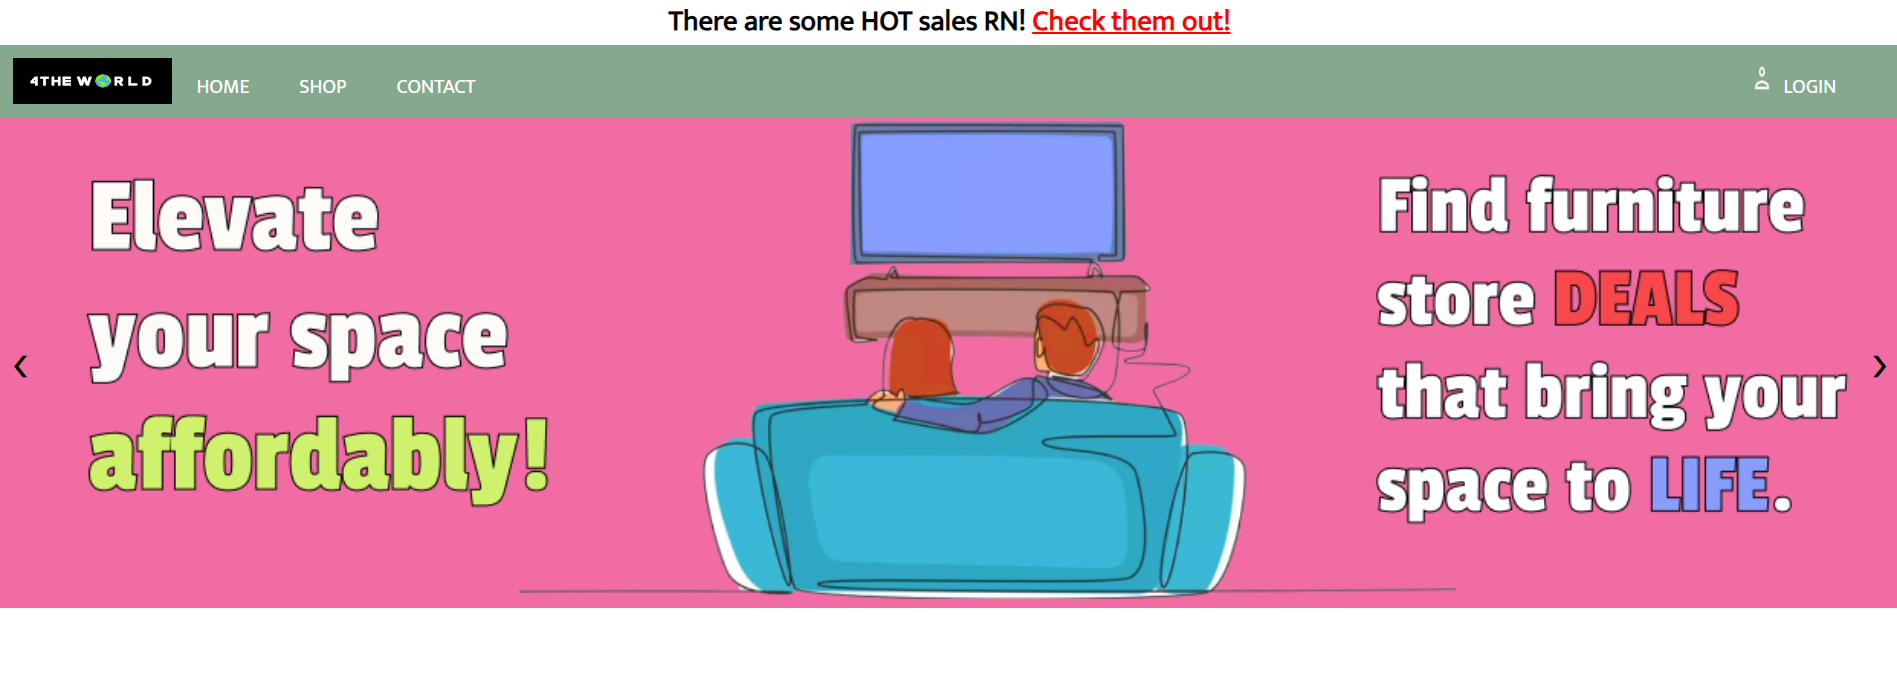 There are some HOT sales RN! Check them out!
4THE WORLD
HOME
SHOP
CONTACT
LOGIN
Elevate
your space
affordably!
Find furniture
store DEALS
that bring your
space to LIFE.